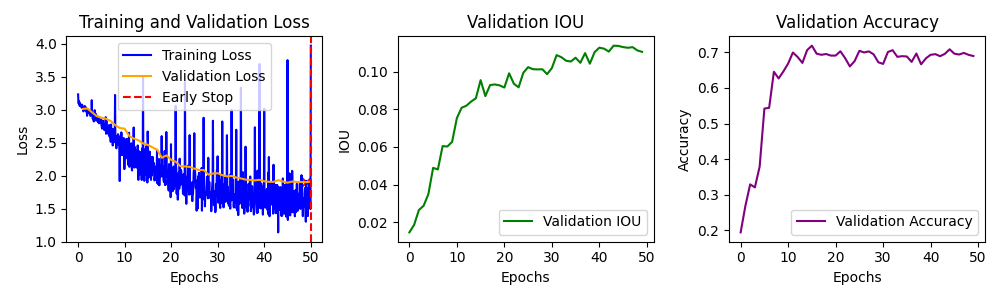 Training and Validation Loss
Loss
4.0
3.5
3.0
2.5
2.0
1.5
1.0
Training Loss
Validation Loss
Early Stop
0 10 20 30 40 50
Epochs
Validation IOU
IOU
0.10
0.08
0.06
0.04
0.02
Validation IOU
0 10 20 30 40 50
Epochs
Validation Accuracy
Accuracy
0.7
0.6
0.5
0.4
0.3
0.2
Validation Accuracy
0 10 20 30 40 50
Epochs